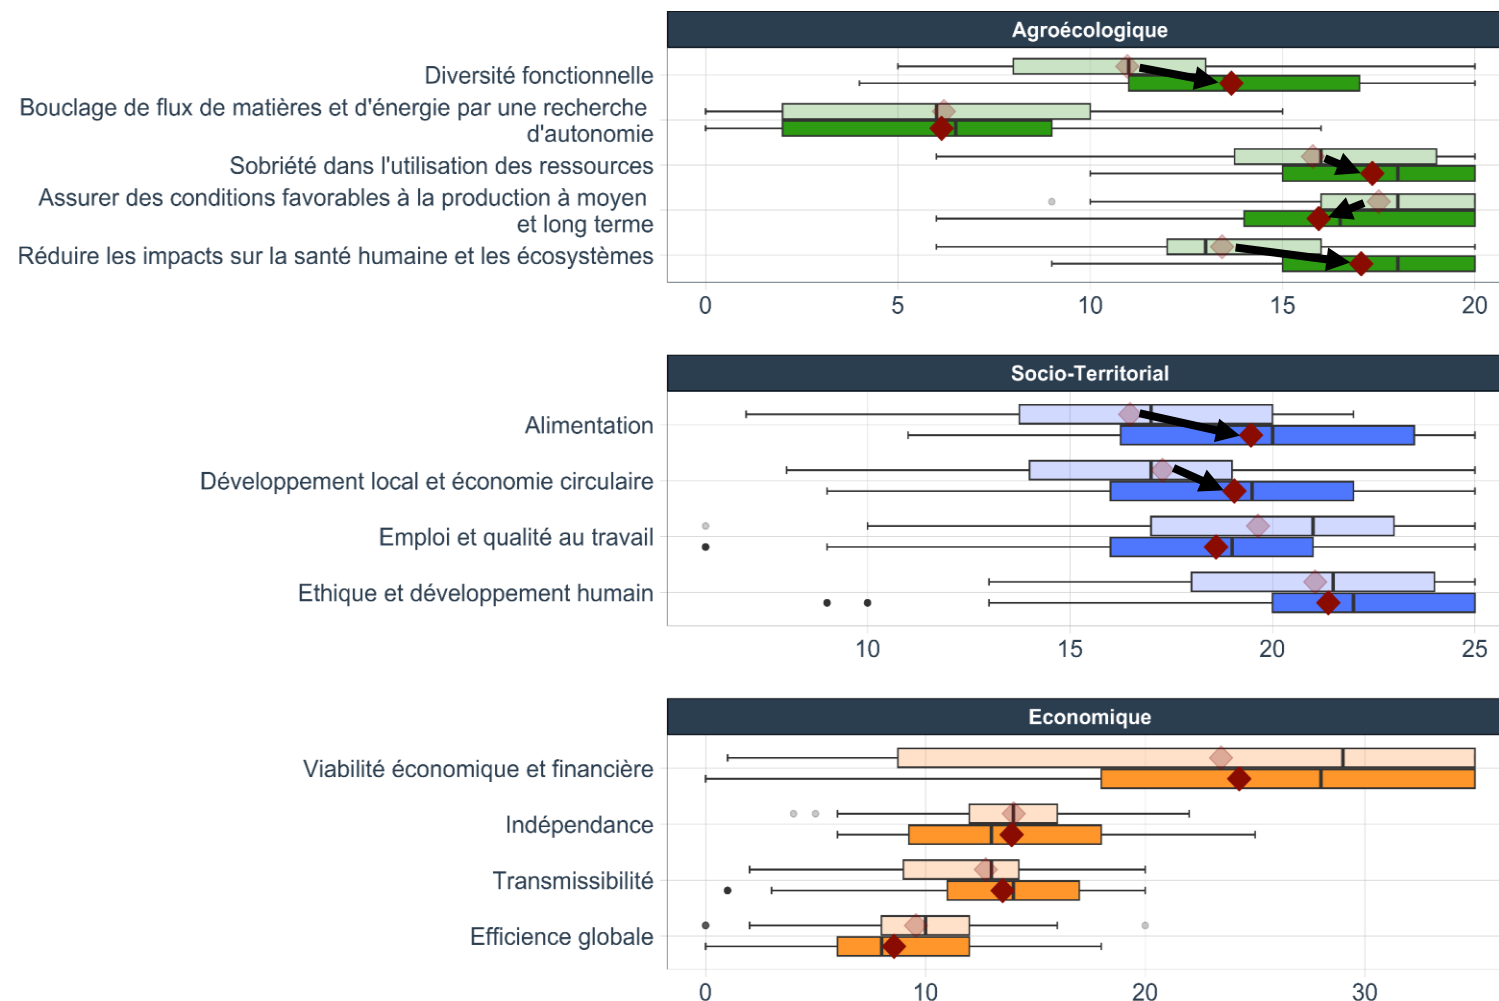 Agroécologique
Diversité fonctionnelle
Bouclage de flux de matières et d'énergie par une recherche
d'autonomie
Sobriété dans l'utilisation des ressources
Assurer des conditions favorables à la production à moyen
et long terme
Réduire les impacts sur la santé humaine et les écosystèmes
0 5 10 15 20
Socio-Territorial
Alimentation
Développement local et économie circulaire
Emploi et qualité au travail
Ethique et développement humain
10 15 20 25
Economique
Viabilité économique et financière
Indépendance
Transmissibilité
Efficience globale
0 10 20 30